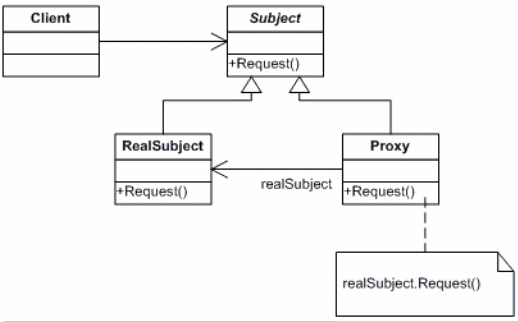 Client
Subject
+Request()
RealSubject
Proxy
+Request()
realSubject
+Request()
realSubject.Request()